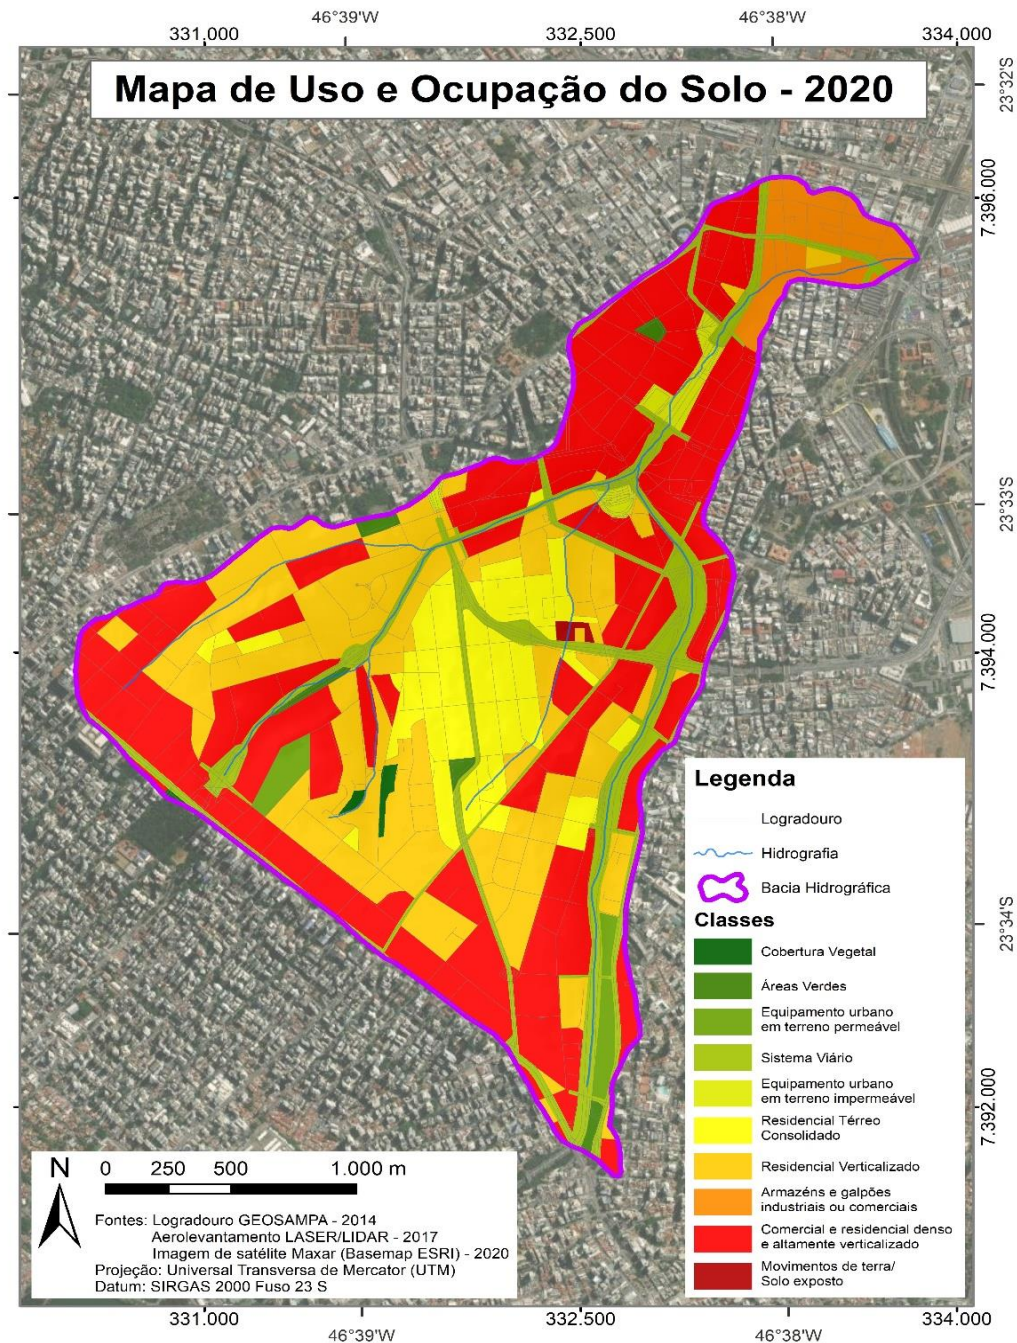 46°39'W
46°38'W
331.000
332.500
334.000
Mapa de Uso e Ocupação do Solo - 2020
23°32'S
7.396.000
23°33'S
7.394.000
23°34'S
7.392.000
Legenda
Logradouro
Hidrografia
Bacia Hidrográfica
Classes
Cobertura Vegetal
Áreas Verdes
Equipamento urbano
em terreno permeável
Sistema Viário
Equipamento urbano
em terreno impermeável
Residencial Térreo
Consolidado
Residencial Verticalizado
Armazéns e galpões
industriais ou comerciais
Comercial e residencial denso
e altamente verticalizado
Movimentos de terra/
Solo exposto
N
0 250 500 1.000 m
Fontes: Logradouro GEOSAMPA - 2014
Aerolevantamento LASER/LIDAR - 2017
Imagem de satélite Maxar (Basemap ESRI) - 2020
Projeção: Universal Transversa de Mercator (UTM)
Datum: SIRGAS 2000 Fuso 23 S
331.000
332.500
334.000
46°39'W
46°38'W